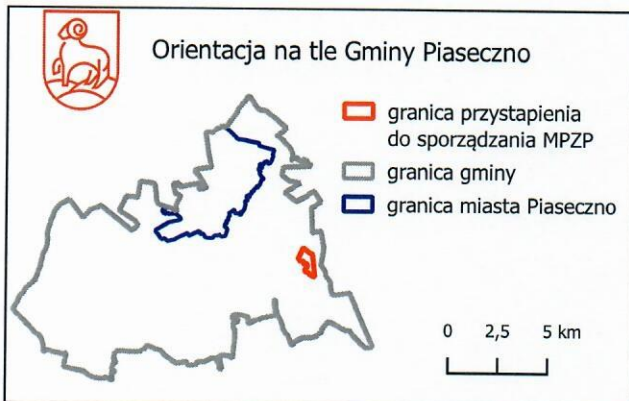 Orientacja na tle Gminy Piaseczno
granica przystapienia
do sporządzania MPZP
granica gminy
granica miasta Piaseczno
0 2,5 5 km